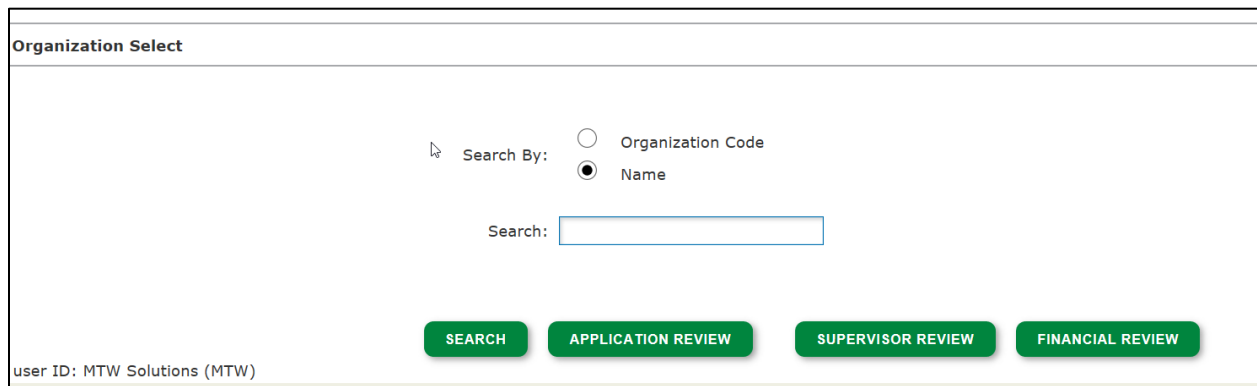 Organization Select
Search By:
Organization Code
Name
Search:
SEARCH APPLICATION REVIEW SUPERVISOR REVIEW FINANCIAL REVIEW
user ID: MTW Solutions (MTW)